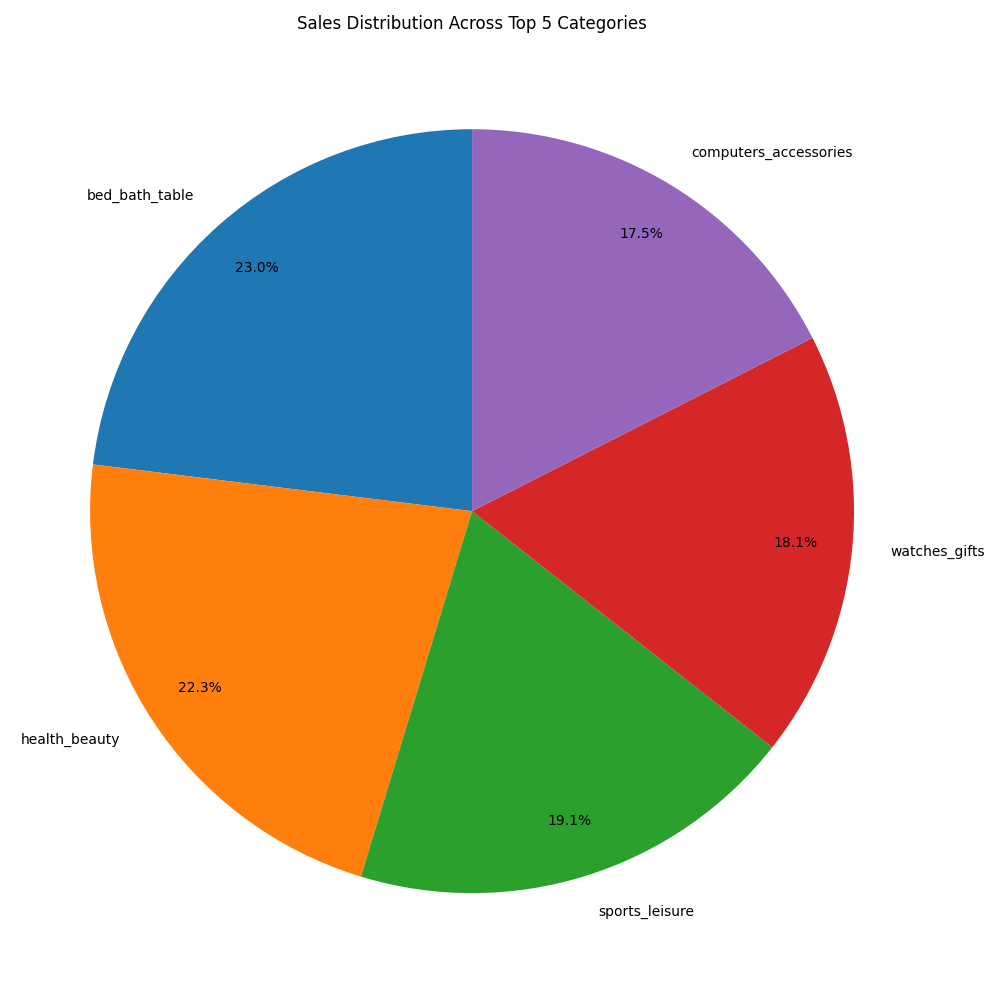 Sales Distribution Across Top 5 Categories
computers_accessories
17.5%
bed_bath_table
23.0%
watches_gifts
18.1%
health_beauty
22.3%
sports_leisure
19.1%